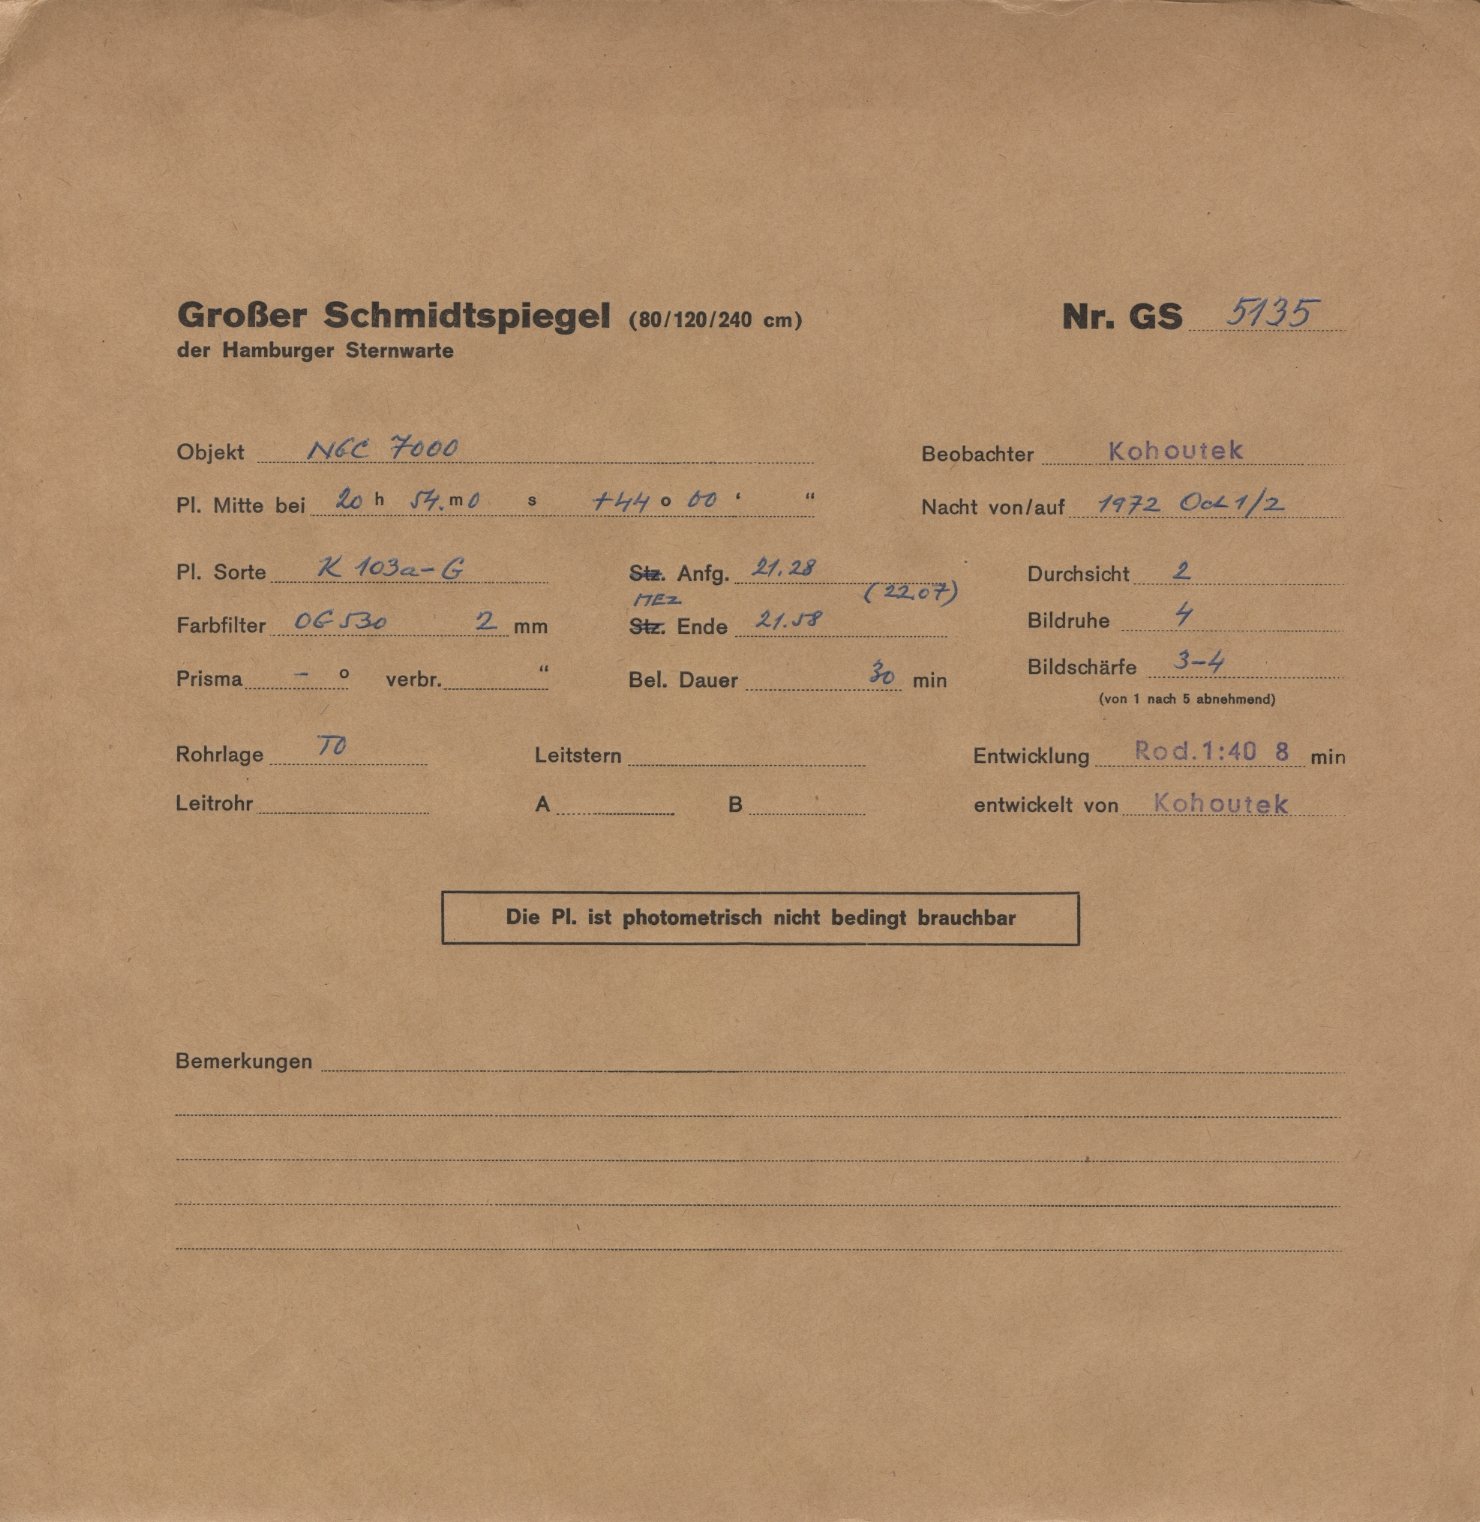 Großer Schmidtspiegel (80/120/240 cm) Nr. GS 5135
der Hamburger Sternwarte
Objekt NGC 7000 Beobachter Kohoutek
Pl. Mitte bei 20 h 54. m 0 s +44 o 00 ‘ “ Nacht von/auf 1972 Oct 1/2
Pl. Sorte K 103a-G Stz. Anfg. 21.28 Durchsicht 2
MEZ (22.07)
Farbfilter OG 530 2 mm Stz. Ende 21.58 Bildruhe 4
Prisma – o verbr. “ Bel. Dauer 30 min Bildschärfe 3-4
(von 1 nach 5 abnehmend)
Rohrlage TO Leitstern Entwicklung Rod. 1:40 8 min
Leitrohr A B entwickelt von Kohoutek
Die Pl. ist photometrisch nicht bedingt brauchbar
Bemerkungen